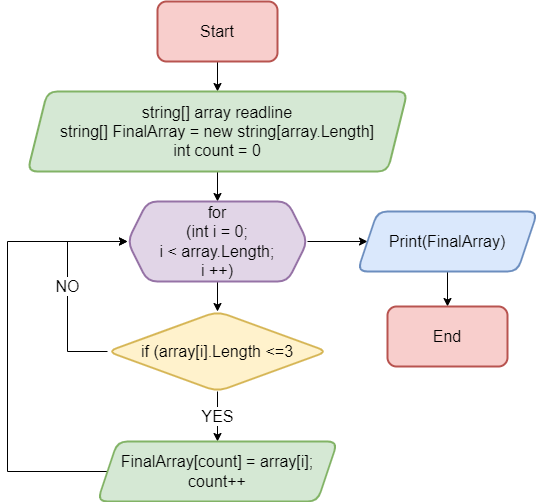 Start
string[] array readline
string[] FinalArray = new string[array.Length]
int count = 0
for
(int i = 0;
i < array.Length;
i ++)
Print(FinalArray)
NO
End
if (array[i].Length <=3
YES
FinalArray[count] = array[i];
count++